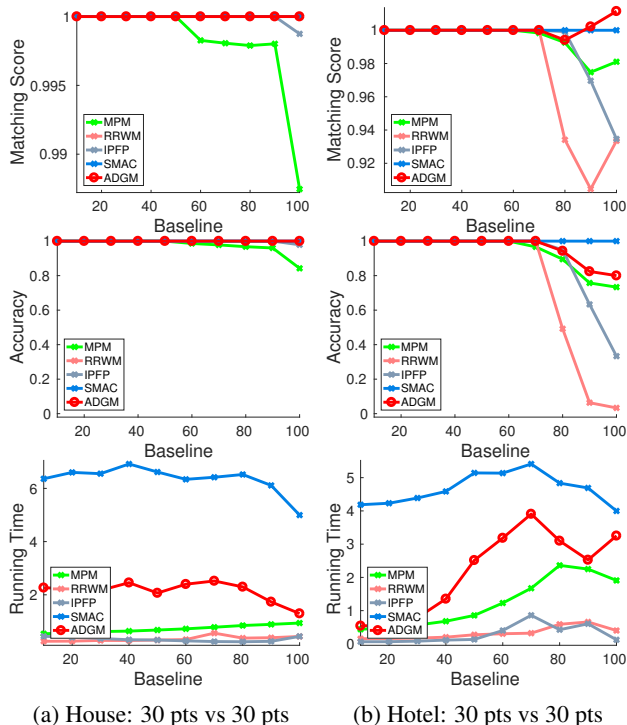 1
0.995
0.99
Matching Score
MPM
RRWM
IPFP
SMAC
ADGM
20 40 60 80 100
Baseline
1
0.98
0.96
0.94
0.92
Matching Score
MPM
RRWM
IPFP
SMAC
ADGM
20 40 60 80 100
Baseline
1
0.8
0.6
0.4
0.2
0
Accuracy
MPM
RRWM
IPFP
SMAC
ADGM
20 40 60 80 100
Baseline
1
0.8
0.6
0.4
0.2
0
Accuracy
MPM
RRWM
IPFP
SMAC
ADGM
20 40 60 80 100
Baseline
6
4
2
Running Time
MPM
RRWM
IPFP
SMAC
ADGM
20 40 60 80 100
Baseline
5
4
3
2
1
0
Running Time
MPM
RRWM
IPFP
SMAC
ADGM
20 40 60 80 100
Baseline
(a) House: 30 pts vs 30 pts
(b) Hotel: 30 pts vs 30 pts